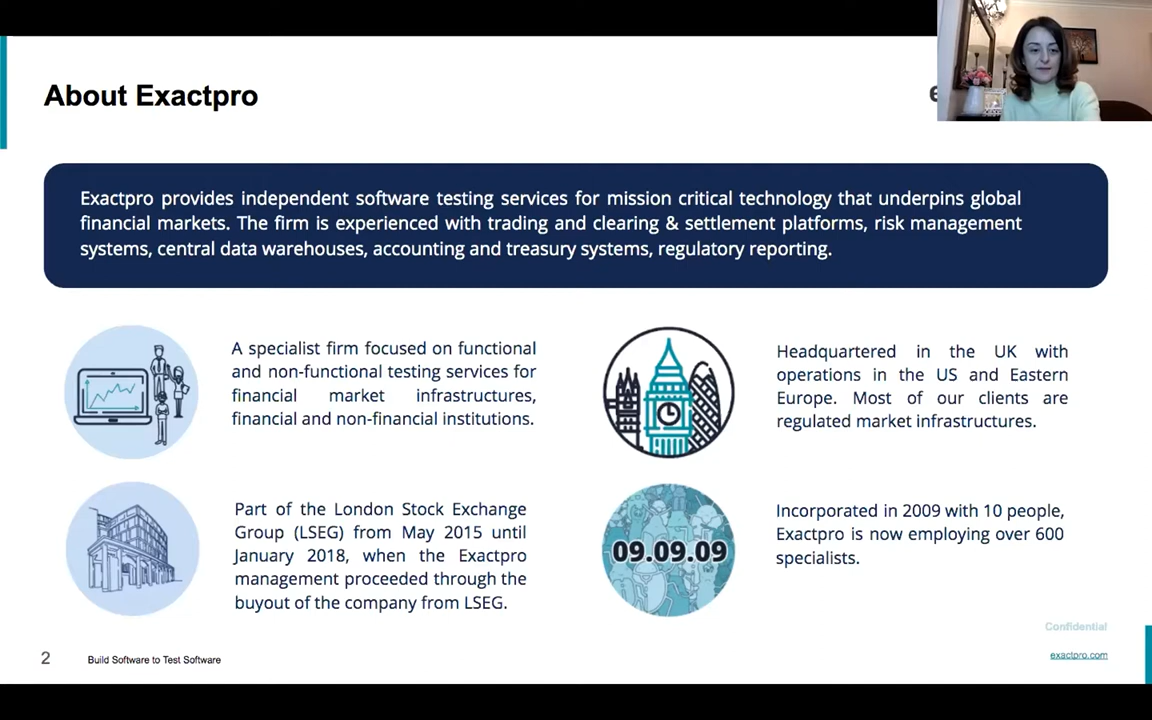 About Exactpro
e
Exactpro provides independent software testing services for mission critical technology that underpins global
financial markets. The firm is experienced with trading and clearing & settlement platforms, risk management
systems, central data warehouses, accounting and treasury systems, regulatory reporting.
A specialist firm focused on functional
and non-functional testing services for
financial market infrastructures,
financial and non-financial institutions.
Headquartered in the UK with
operations in the US and Eastern
Europe. Most of our clients are
regulated market infrastructures.
Part of the London Stock Exchange
Group (LSEG) from May 2015 until
January 2018, when the Exactpro
management proceeded through the
buyout of the company from LSEG.
09.09.09
Incorporated in 2009 with 10 people,
Exactpro is now employing over 600
specialists.
Confidential
2
Build Software to Test Software
exactpro.com